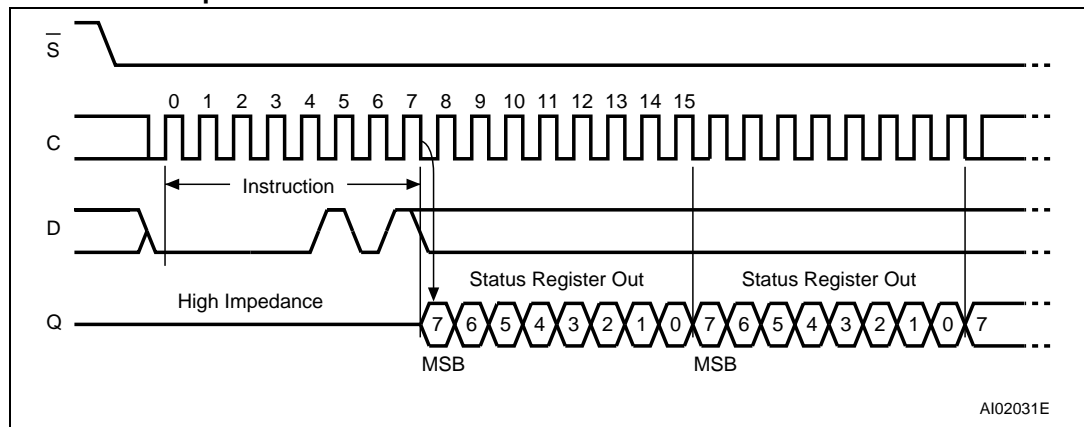 S
0 1 2 3 4 5 6 7 8 9 10 11 12 13 14 15
C
Instruction
D
Status Register Out Status Register Out
High Impedance
Q 7 6 5 4 3 2 1 0 7 6 5 4 3 2 1 0 7
MSB MSB
AI02031E